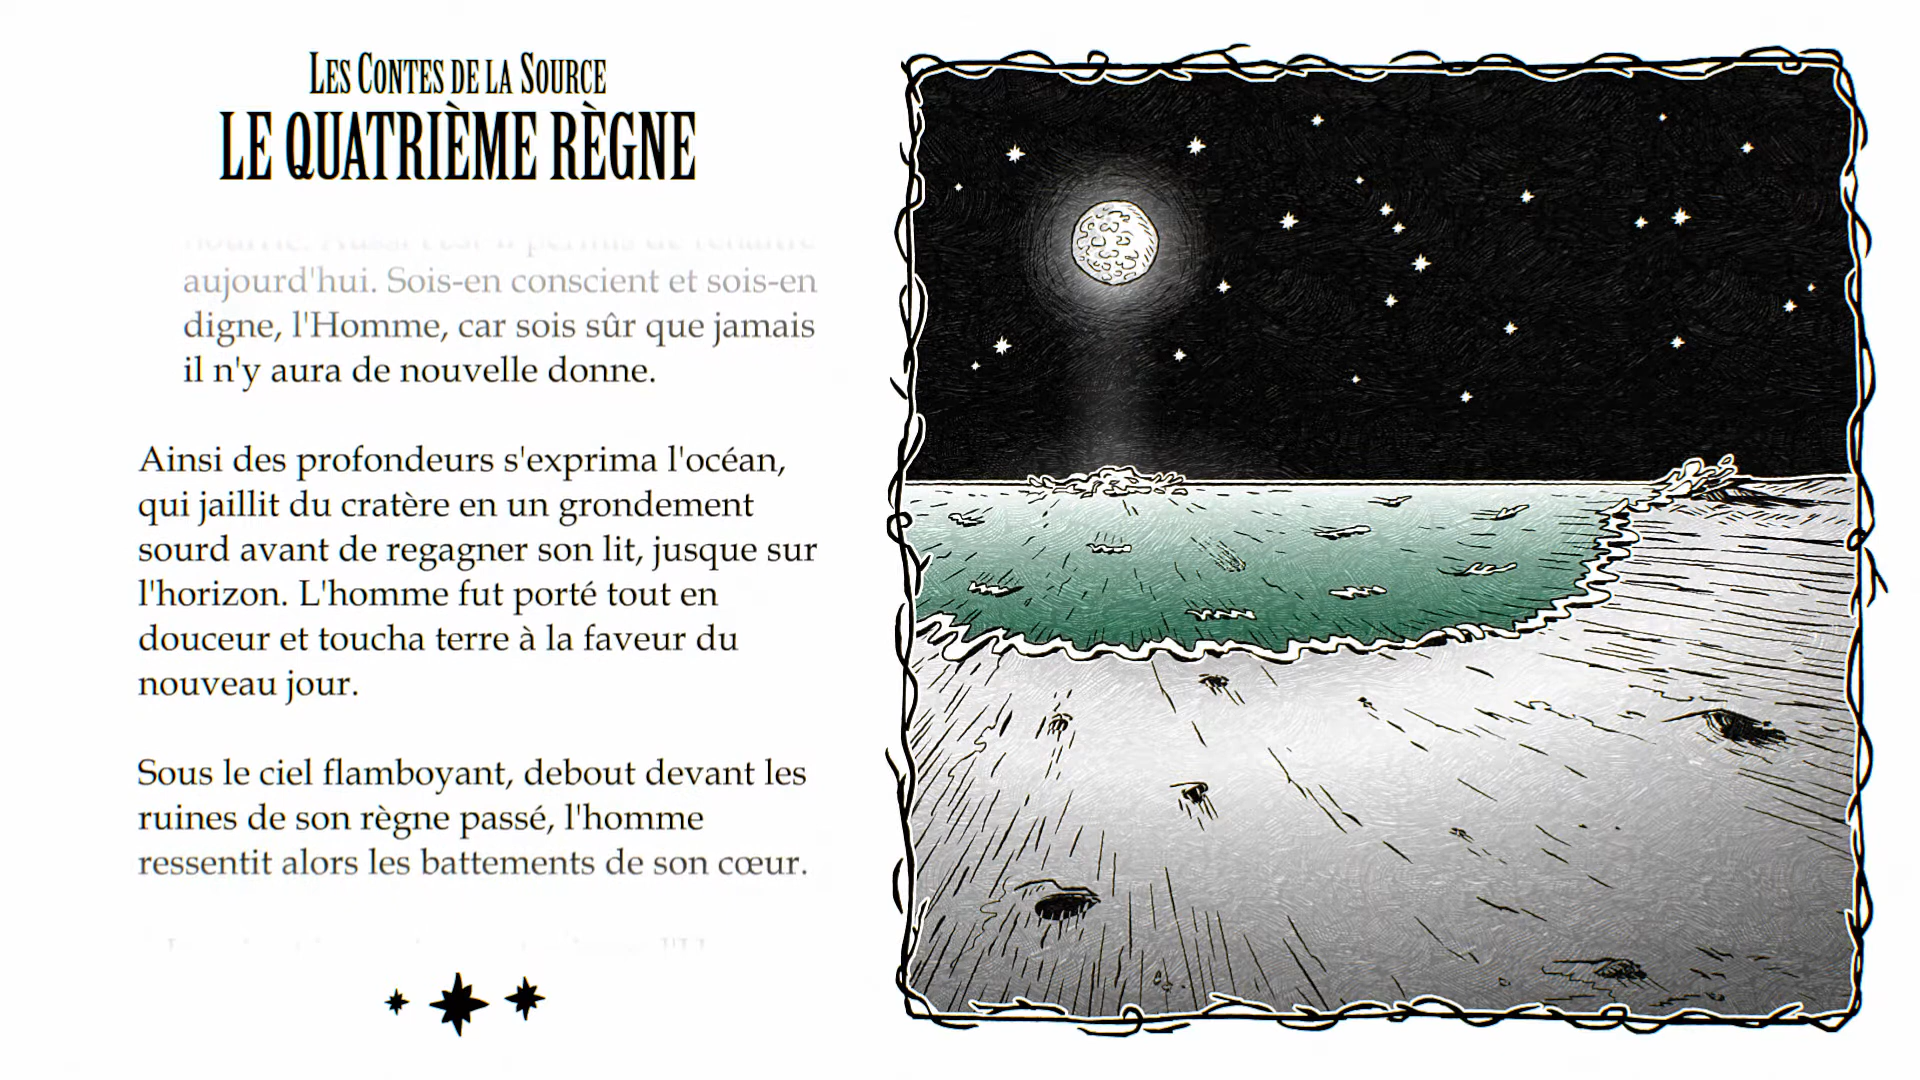 LES CONTES DE LA SOURCE
LE QUATRIÈME RÈGNE
aujourd'hui. Sois-en conscient et sois-en
digne, l'Homme, car sois sûr que jamais
il n'y aura de nouvelle donne.
Ainsi des profondeurs s'exprima l'océan,
qui jaillit du cratère en un grondement
sourd avant de regagner son lit, jusque sur
l'horizon. L'homme fut porté tout en
douceur et toucha terre à la faveur du
nouveau jour.
Sous le ciel flamboyant, debout devant les
ruines de son règne passé, l'homme
ressentit alors les battements de son cœur.